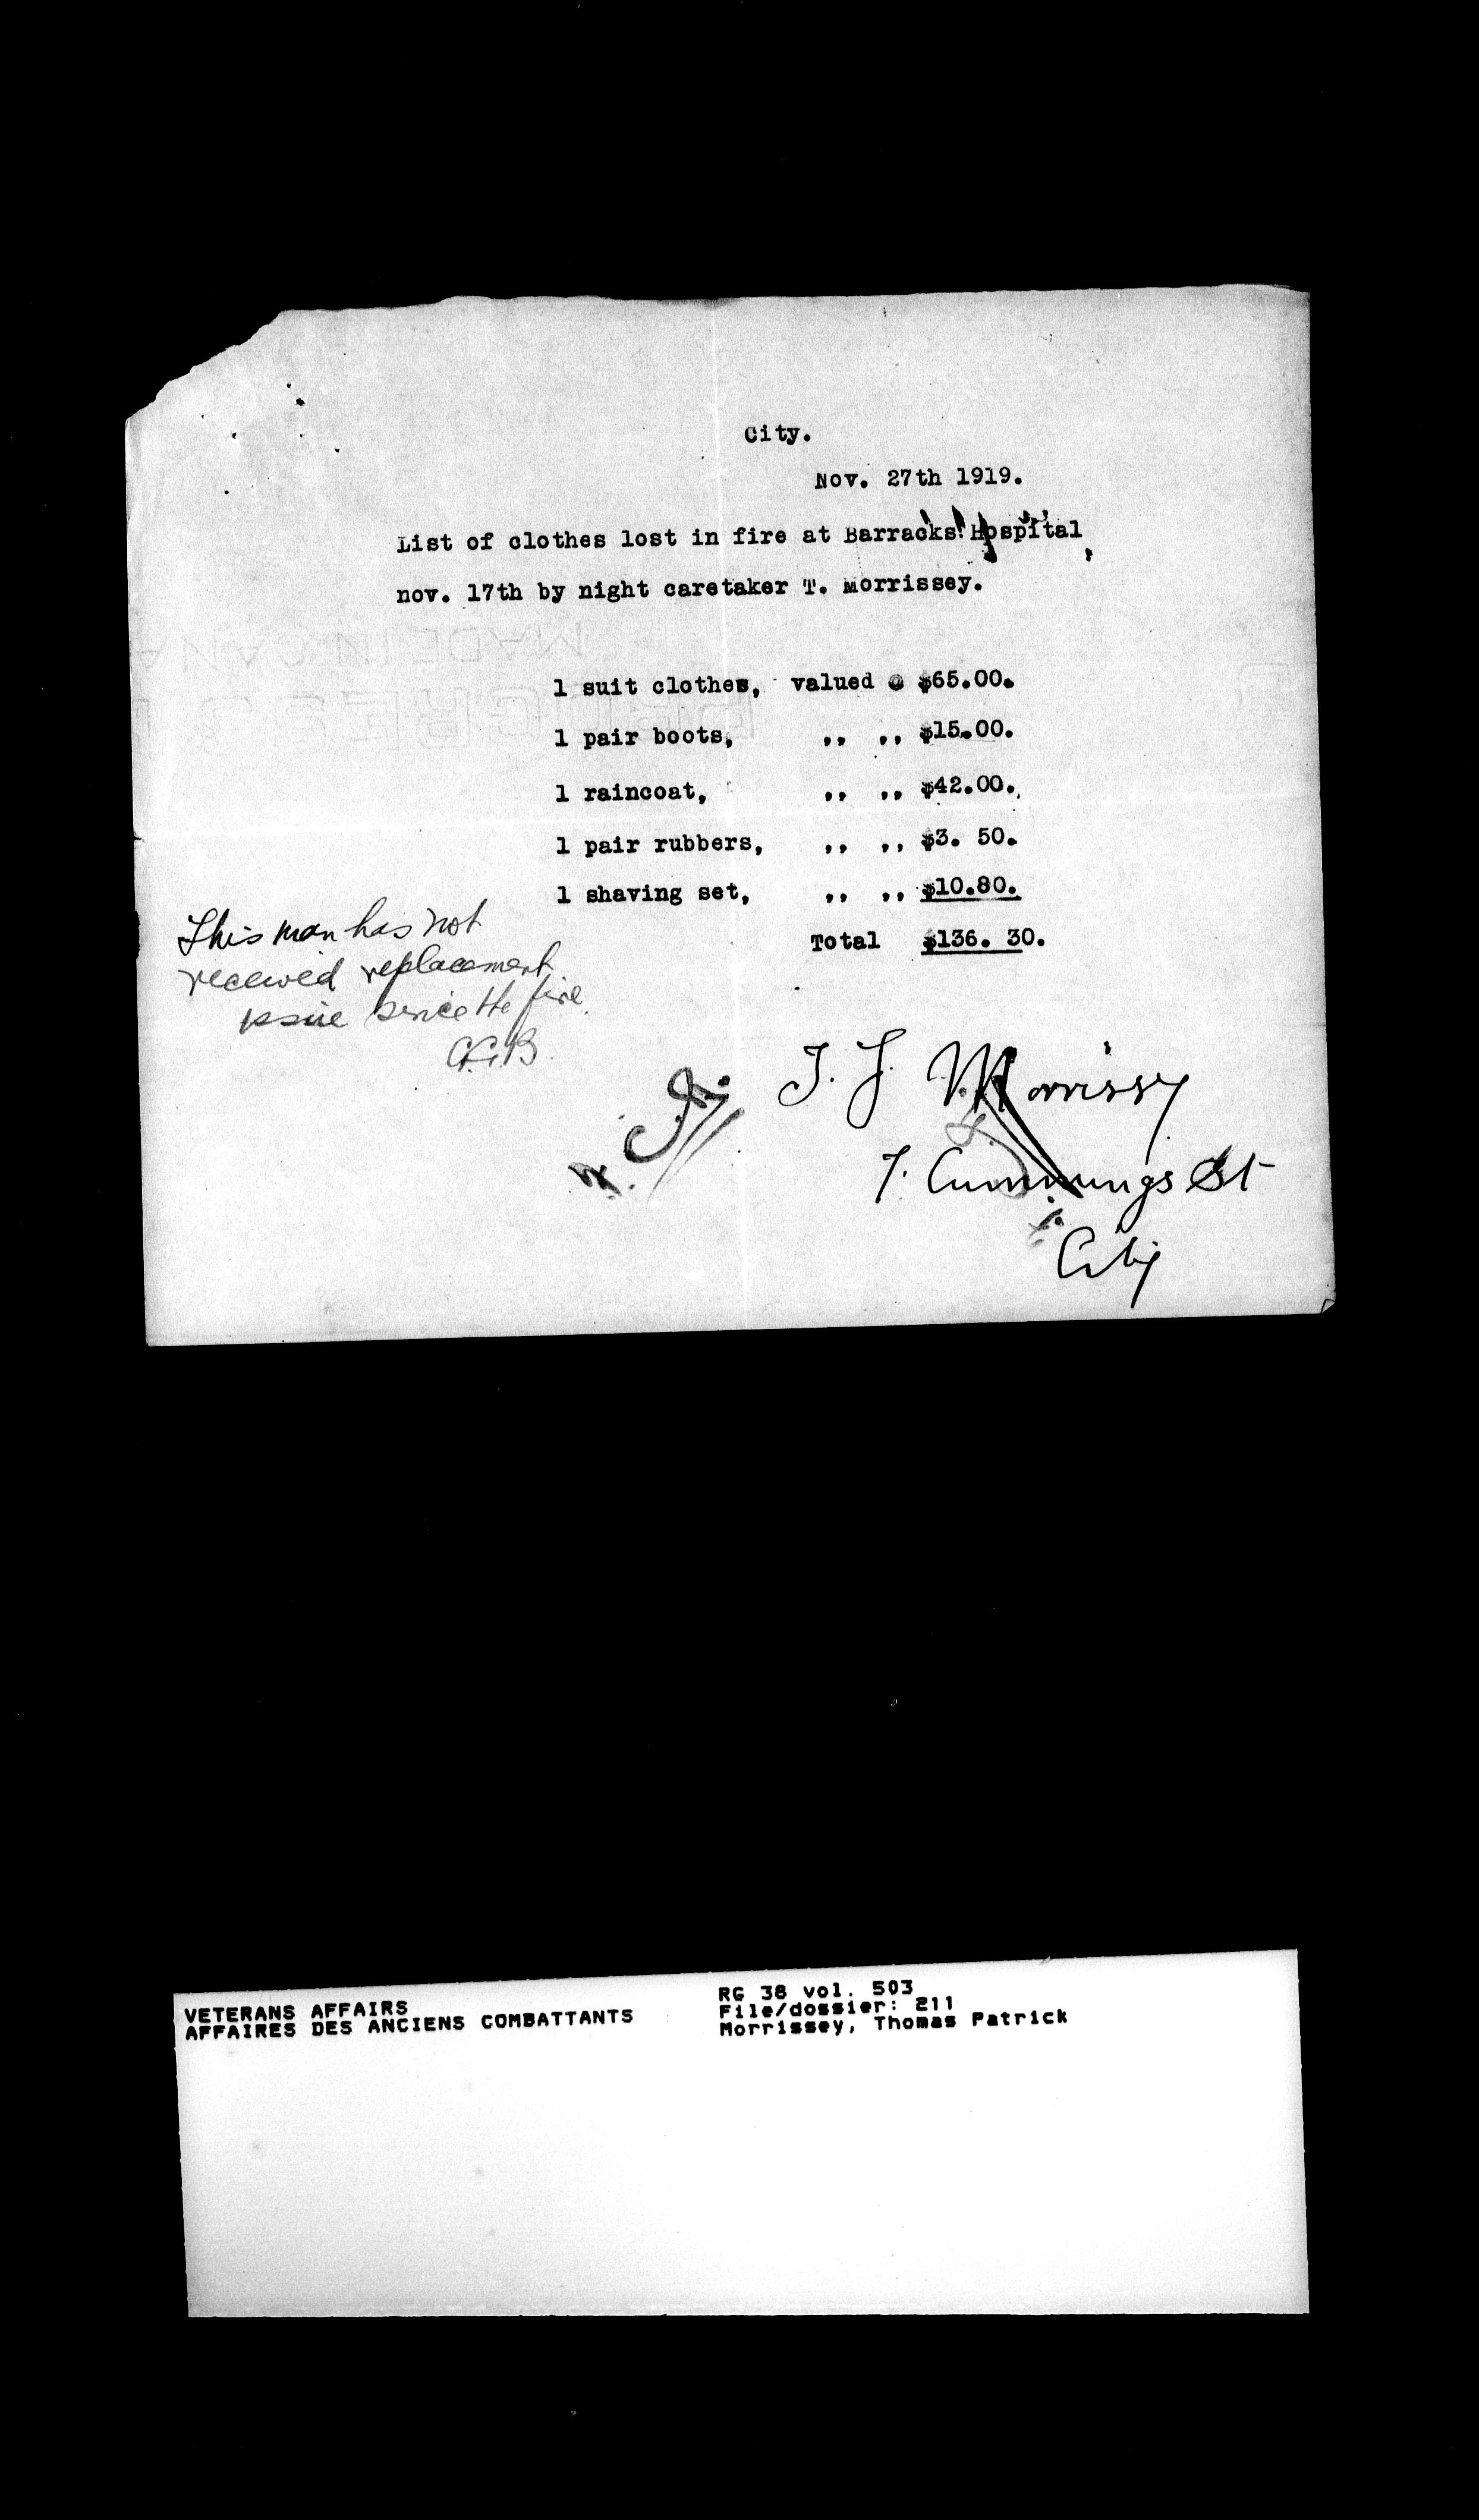 City.
Nov. 27th 1919.
List of clothes lost in fire at Barracks Hospital,
nov. 17th by night caretaker T. Morrissey.
1 suit clothes, valued @ $65.00.
1 pair boots, ,, ,, $15.00.
1 raincoat, ,, ,, $42.00.
1 pair rubbers, ,, ,, $3. 50.
1 shaving set, ,, ,, $10.80.
Total $136. 30.
This man has not
received replacement
issue since the fire.
T. J. Morrissy
7. Cummings St
City
MADE IN CANA
VETERANS AFFAIRS
AFFAIRES DES ANCIENS COMBATTANTS
RG 38 vol. 503
File/dossier: 211
Morrissey, Thomas Patrick